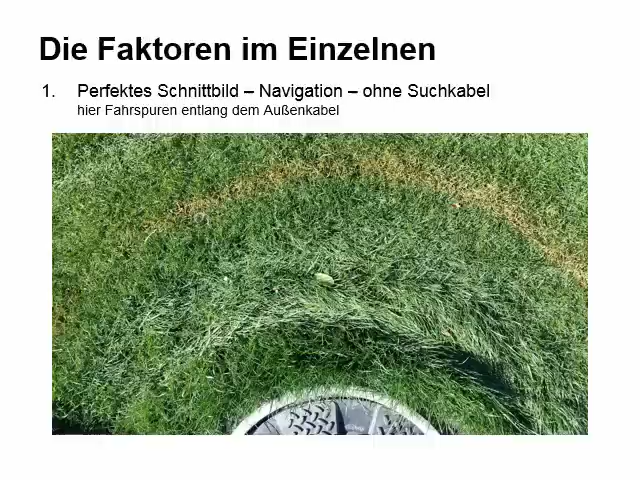 Die Faktoren im Einzelnen
1. Perfektes Schnittbild – Navigation – ohne Suchkabel
hier Fahrspuren entlang dem Außenkabel